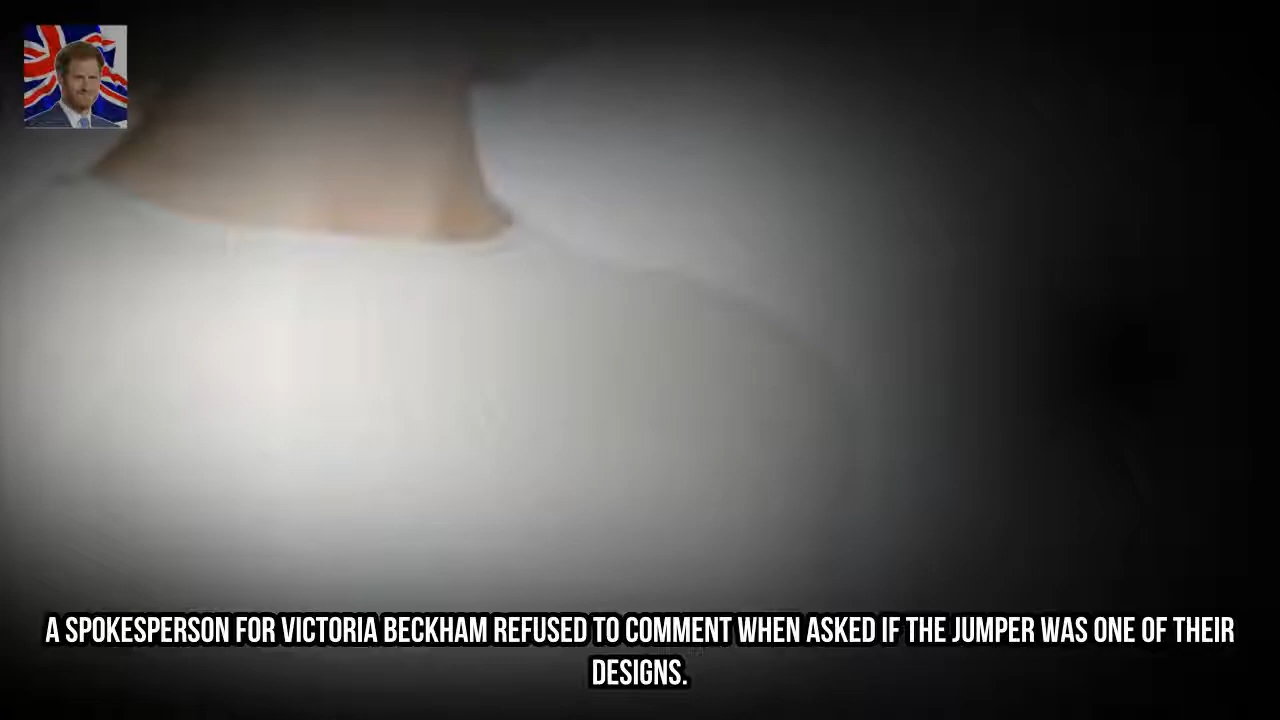 A SPOKESPERSON FOR VICTORIA BECKHAM REFUSED TO COMMENT WHEN ASKED IF THE JUMPER WAS ONE OF THEIR
DESIGNS.